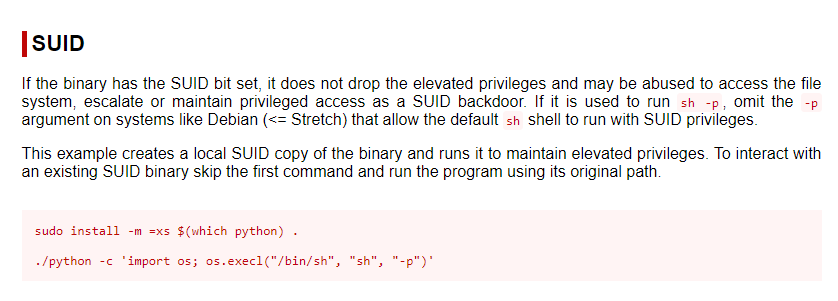 SUID
If the binary has the SUID bit set, it does not drop the elevated privileges and may be abused to access the file
system, escalate or maintain privileged access as a SUID backdoor. If it is used to run sh -p, omit the -p
argument on systems like Debian (<= Stretch) that allow the default sh shell to run with SUID privileges.
This example creates a local SUID copy of the binary and runs it to maintain elevated privileges. To interact with
an existing SUID binary skip the first command and run the program using its original path.
sudo install -m =xs $(which python) .
./python -c 'import os; os.execl("/bin/sh", "sh", "-p")'